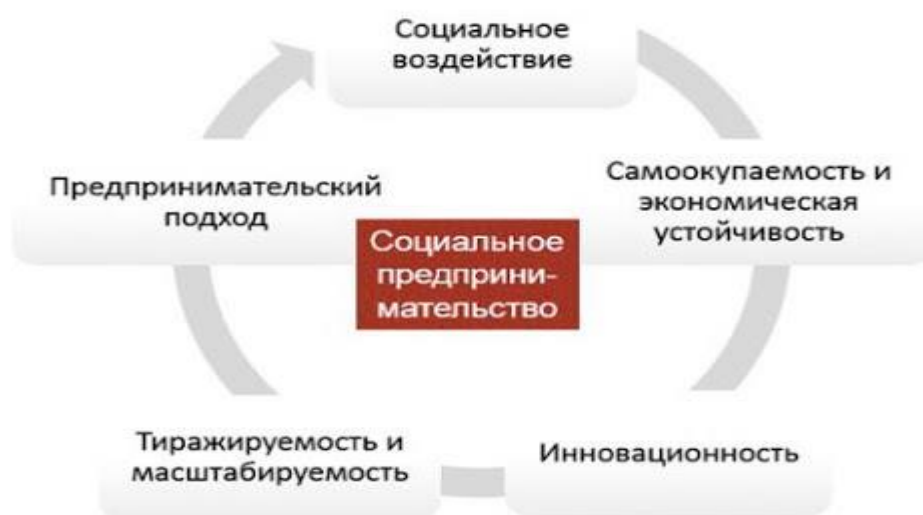 Социальное
воздействие
Самоокупаемость и
экономическая
устойчивость
Инновационность
Тиражируемость и
масштабируемость
Предпринимательский
подход
Социальное
предприни-
мательство